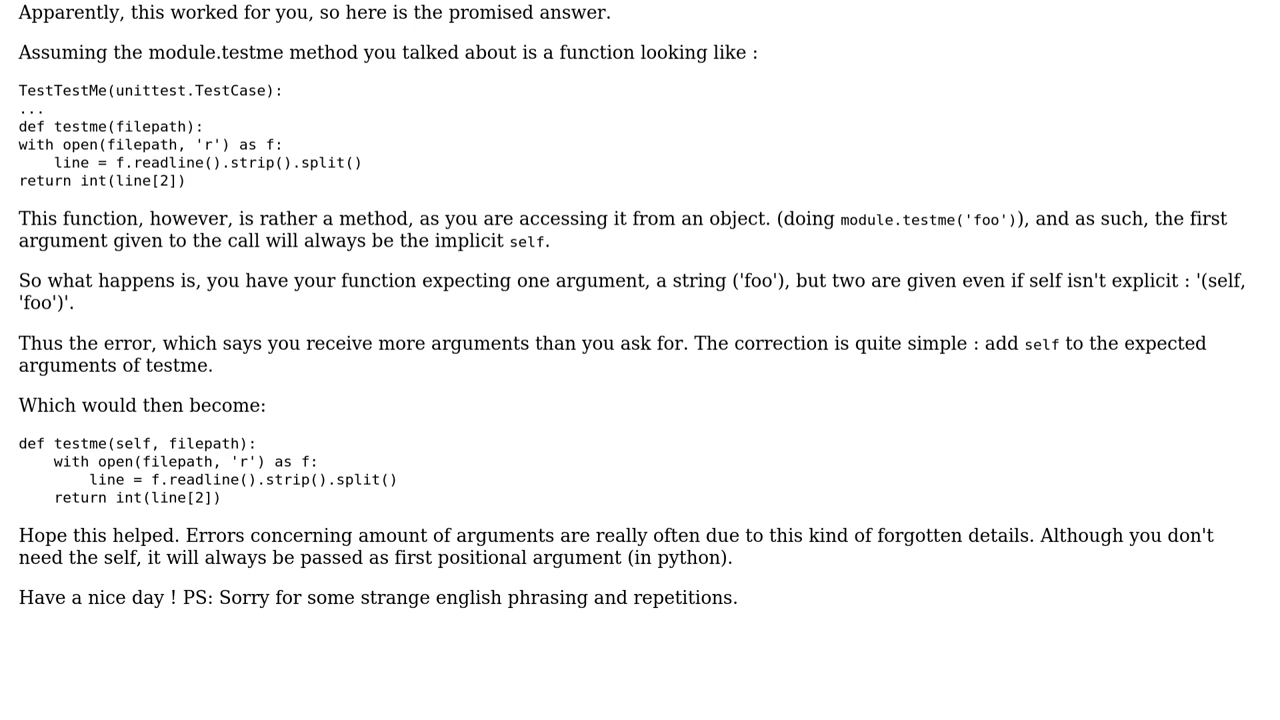 Apparently, this worked for you, so here is the promised answer.
Assuming the module.testme method you talked about is a function looking like :
TestTestMe(unittest.TestCase):
...
def testme(filepath):
with open(filepath, 'r') as f:
    line = f.readline().strip().split()
return int(line[2])
This function, however, is rather a method, as you are accessing it from an object. (doing module.testme('foo')), and as such, the first
argument given to the call will always be the implicit self.
So what happens is, you have your function expecting one argument, a string ('foo'), but two are given even if self isn't explicit : '(self,
'foo')'.
Thus the error, which says you receive more arguments than you ask for. The correction is quite simple : add self to the expected
arguments of testme.
Which would then become:
def testme(self, filepath):
    with open(filepath, 'r') as f:
        line = f.readline().strip().split()
    return int(line[2])
Hope this helped. Errors concerning amount of arguments are really often due to this kind of forgotten details. Although you don't
need the self, it will always be passed as first positional argument (in python).
Have a nice day ! PS: Sorry for some strange english phrasing and repetitions.